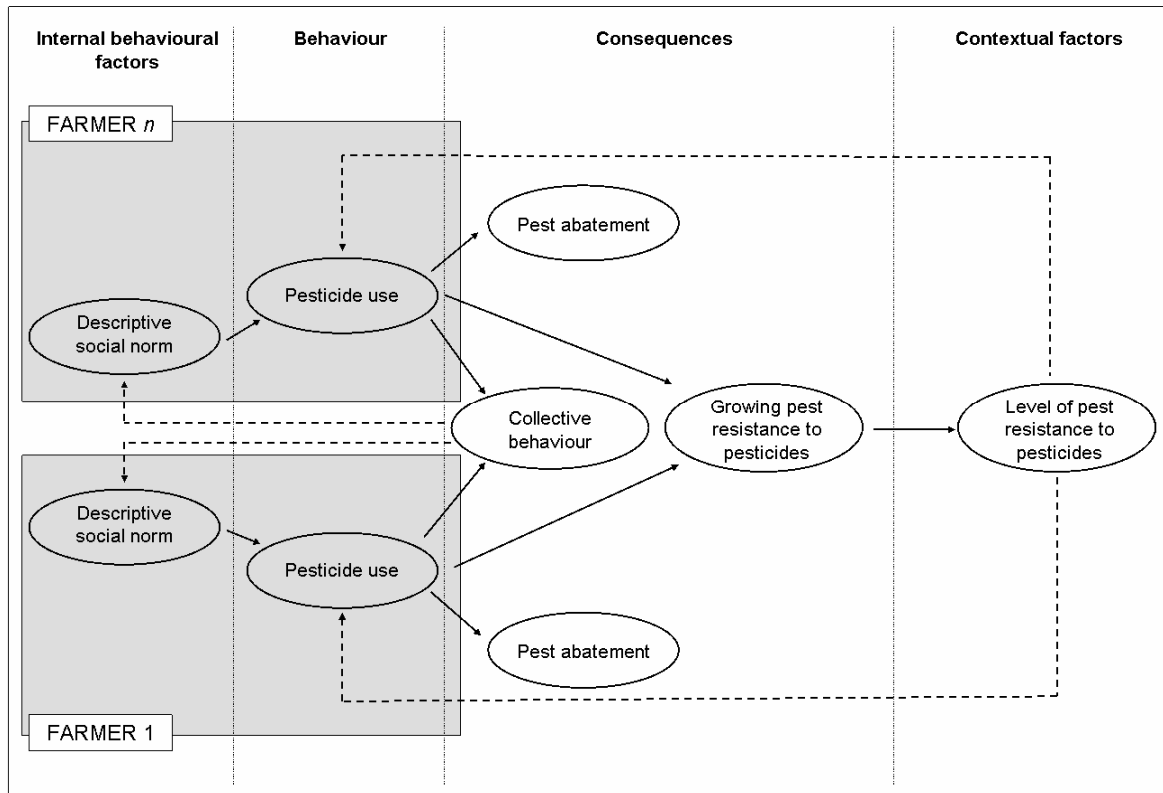 Internal behavioural
factors
Behaviour
Consequences
Contextual factors
FARMER n
Pest abatement
Pesticide use
Descriptive
social norm
Collective
behaviour
Growing pest
resistance to
pesticides
Level of pest
resistance to
pesticides
Descriptive
social norm
Pesticide use
Pest abatement
FARMER 1